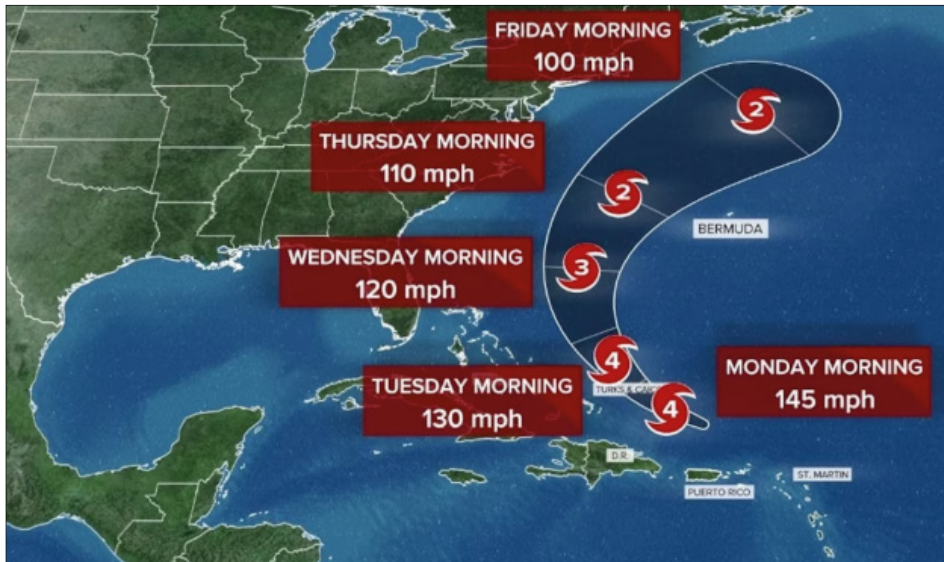 FRIDAY MORNING
100 mph
2
THURSDAY MORNING
110 mph
2
BERMUDA
WEDNESDAY MORNING
120 mph
3
4
TUESDAY MORNING
130 mph
TURKS &
MONDAY MORNING
145 mph
4
D.R.
PUERTO RICO
ST. MARTIN